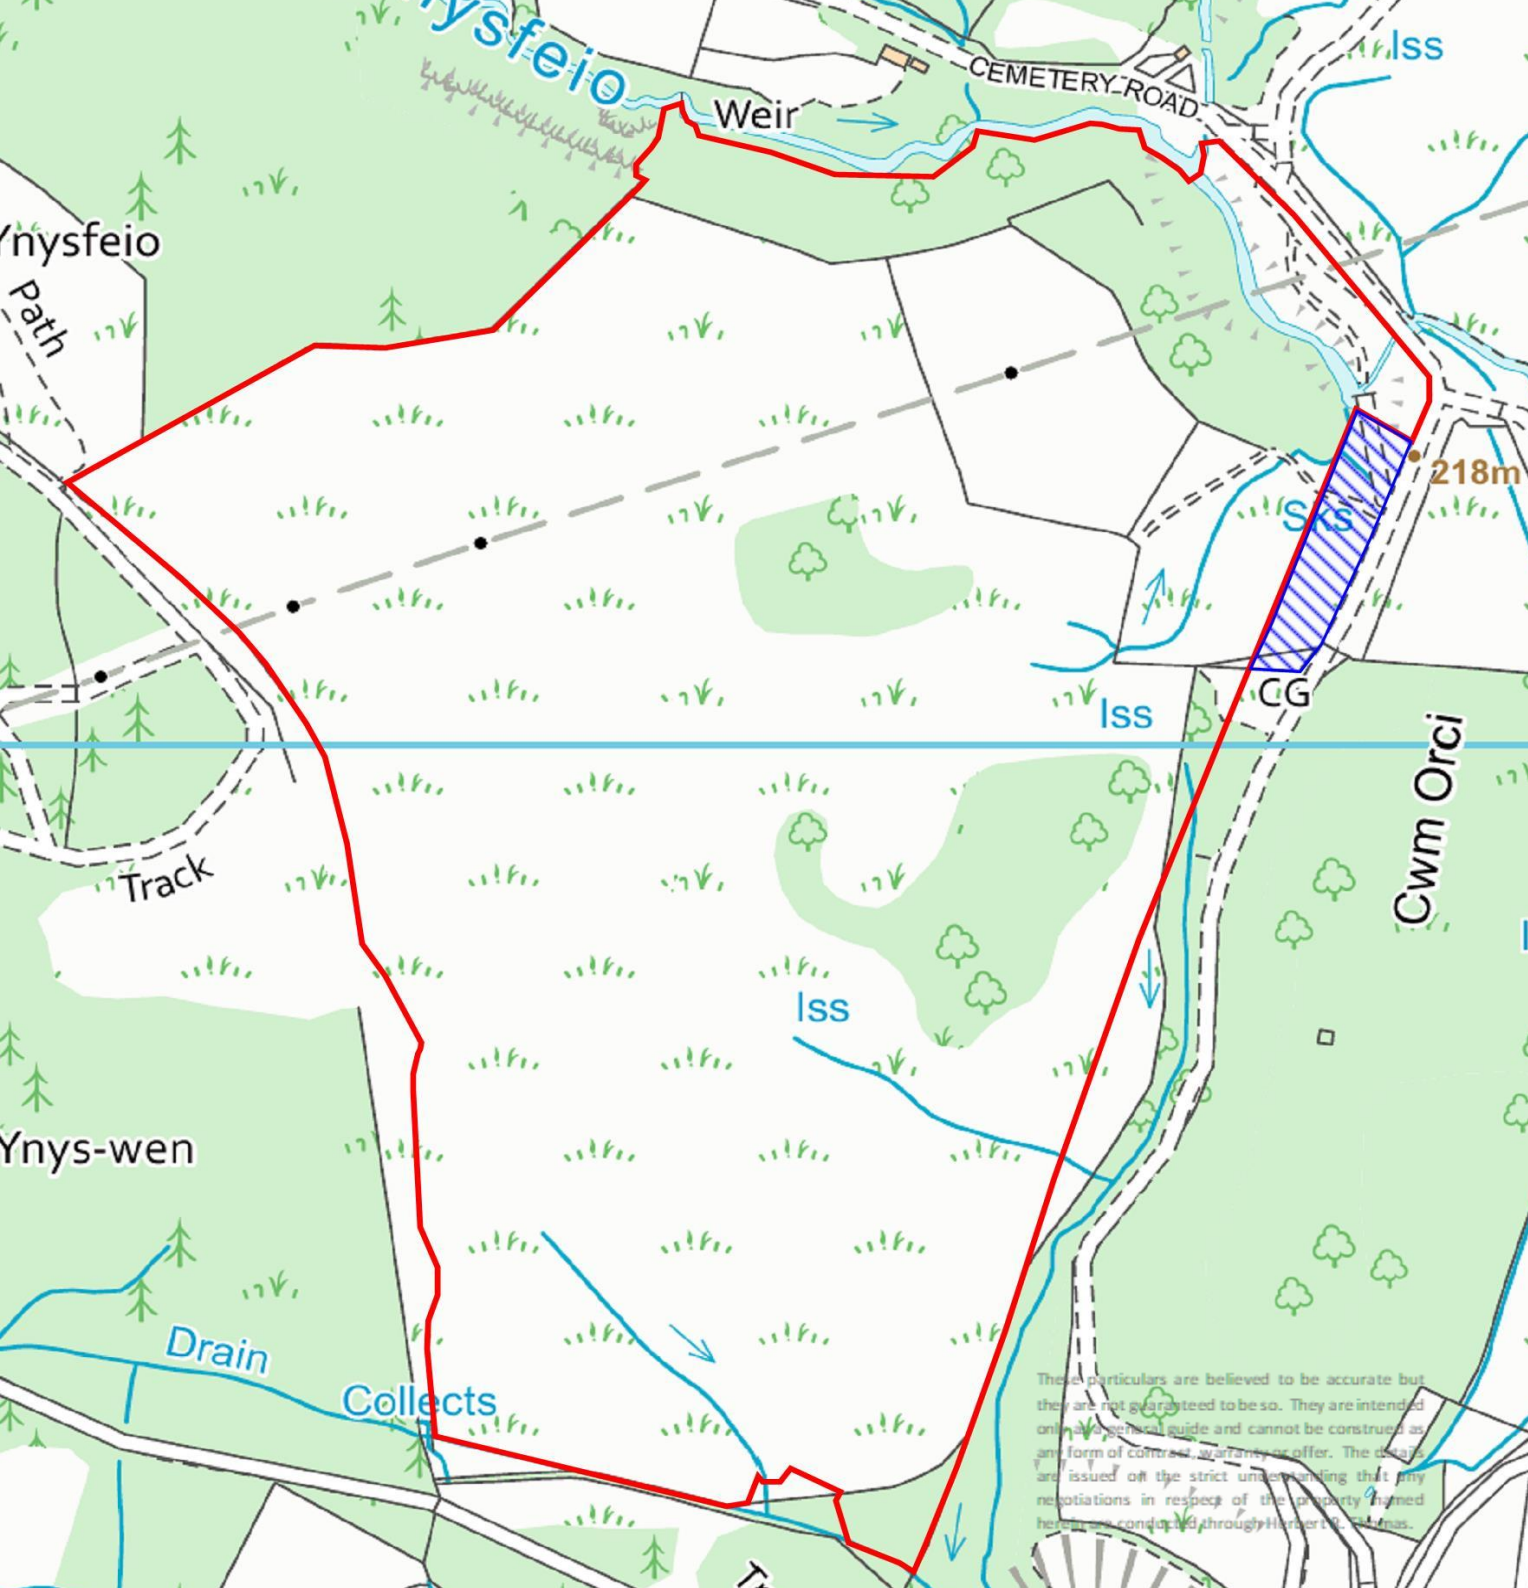 nysfeio
Iss
CEMETERY ROAD
Weir
Ynysfeio
Path
218m
Sks
CG
Iss
Cwm Orci
Track
Iss
Ynys-wen
Drain
Collects
These particulars are believed to be accurate but
they are not guaranteed to be so. They are intended
only as a general guide and cannot be construed as
any form of contract, warranty or offer. The details
are issued on the strict understanding that any
negotiations in respect of the property named
herein are conducted through Herbert R. Thomas.